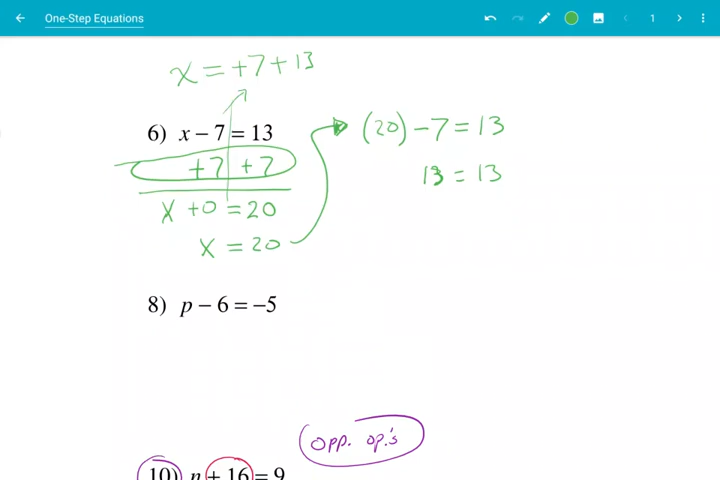 One-Step Equations
1
x = +7 + 13
6) x − 7 = 13
+7 +7
x +0 = 20
x = 20
(20) − 7 = 13
13 = 13
8) p − 6 = −5
opp. op.'s
10) n + 16 = 9